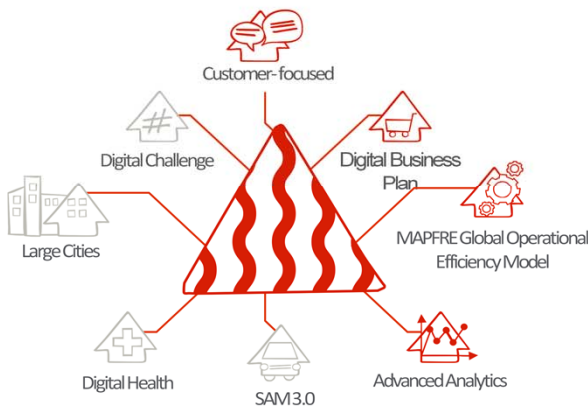 Customer-focused
Digital Challenge
Digital Business
Plan
Large Cities
MAPFRE Global Operational
Efficiency Model
Digital Health
SAM 3.0
Advanced Analytics